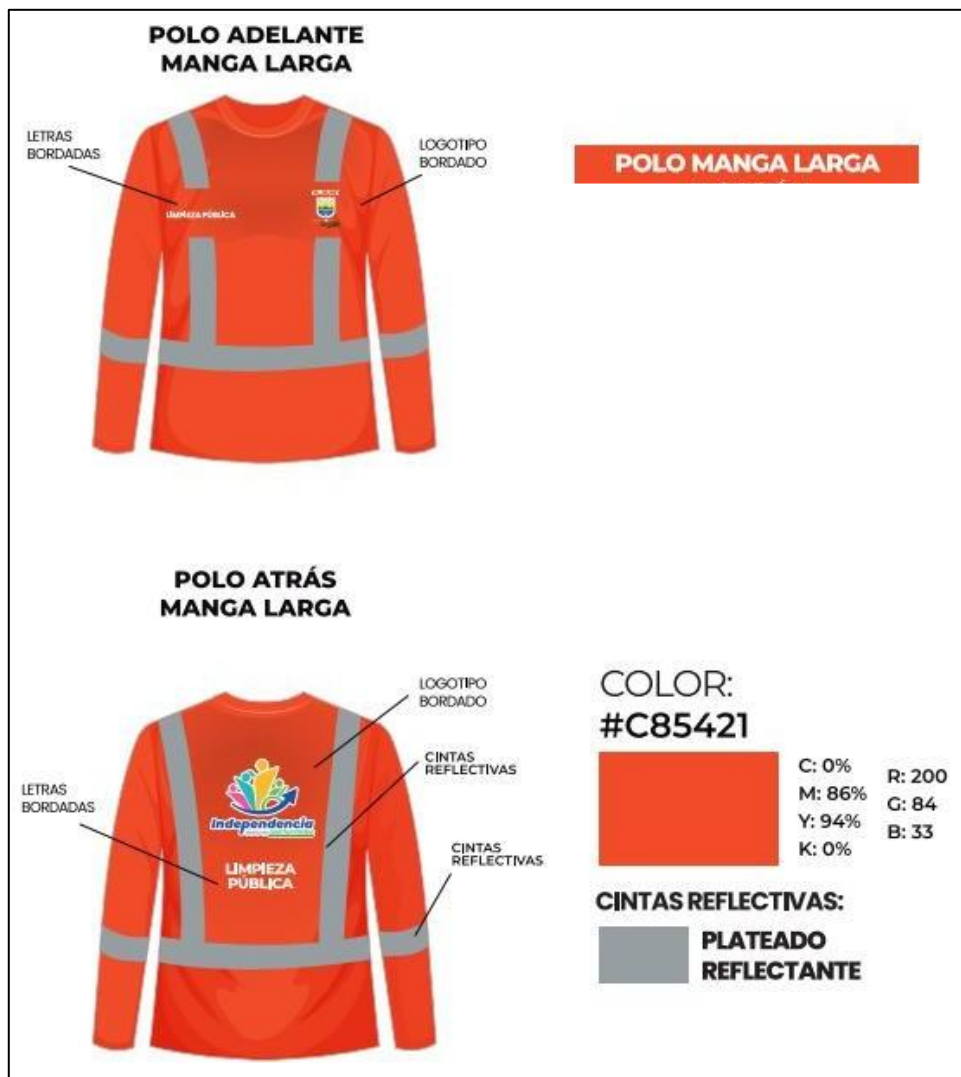 POLO ADELANTE
MANGA LARGA
LETRAS
BORDADAS
LOGOTIPO
BORDADO
POLO MANGA LARGA
LIMPIEZA PÚBLICA
POLO ATRÁS
MANGA LARGA
LOGOTIPO
BORDADO
CINTAS
REFLECTIVAS
LETRAS
BORDADAS
Independencia
LIMPIEZA
PÚBLICA
CINTAS
REFLECTIVAS
COLOR:
#C85421
C: 0%
M: 86%
Y: 94%
K: 0%
R: 200
G: 84
B: 33
CINTAS REFLECTIVAS:
PLATEADO
REFLECTANTE